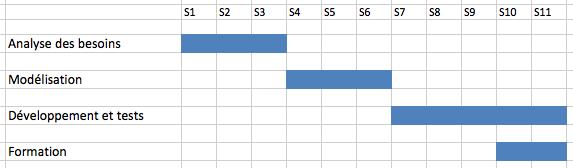 S1 S2 S3 S4 S5 S6 S7 S8 S9 S10 S11
Analyse des besoins
Modélisation
Développement et tests
Formation